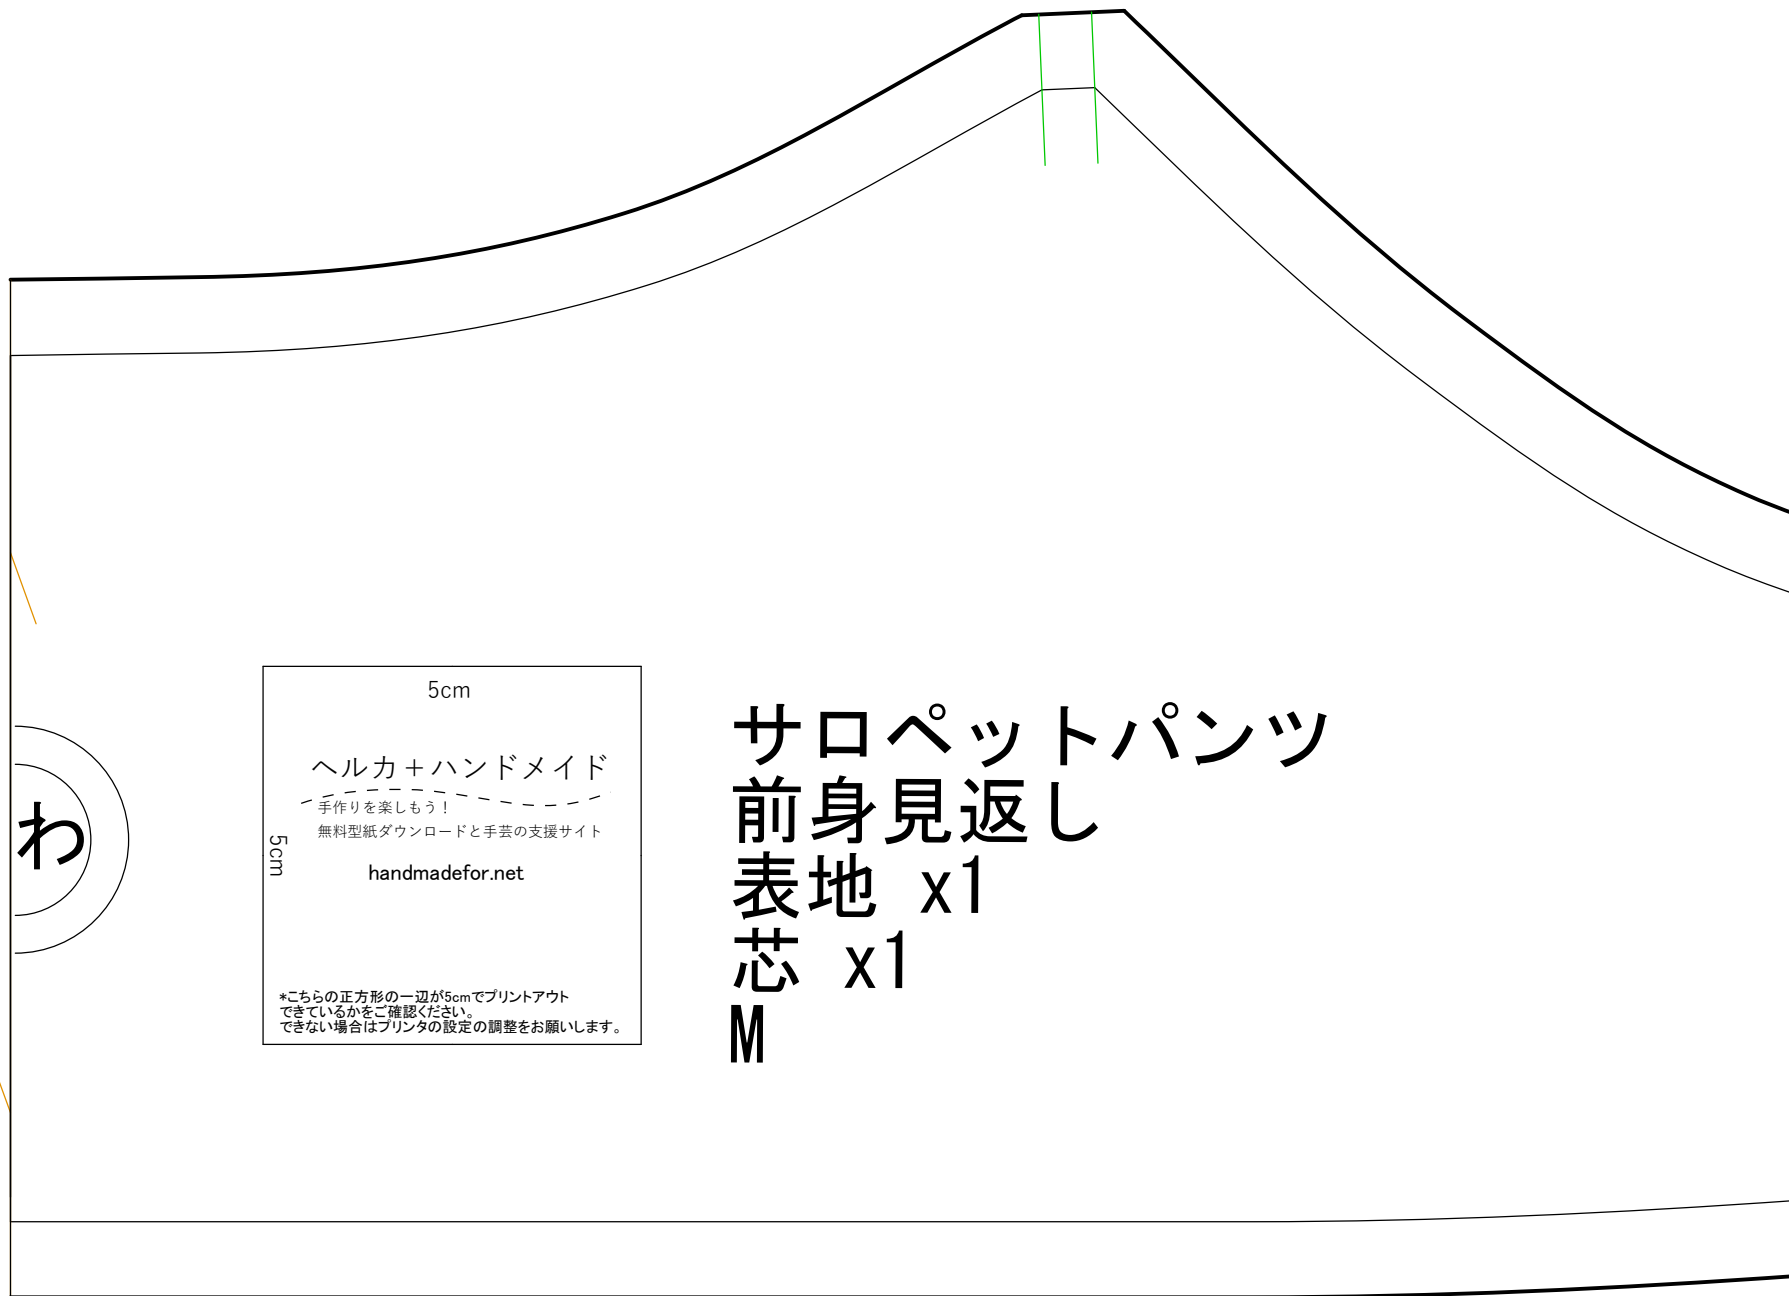 わ
5cm
5cm
ヘルカ+ハンドメイド
手作りを楽しもう！
無料型紙ダウンロードと手芸の支援サイト
handmadefor.net
*こちらの正方形の一辺が5cmでプリントアウト
できているかをご確認ください。
できない場合はプリンタの設定の調整をお願いします。
サロペットパンツ
前身見返し
表地 x1
芯 x1
M